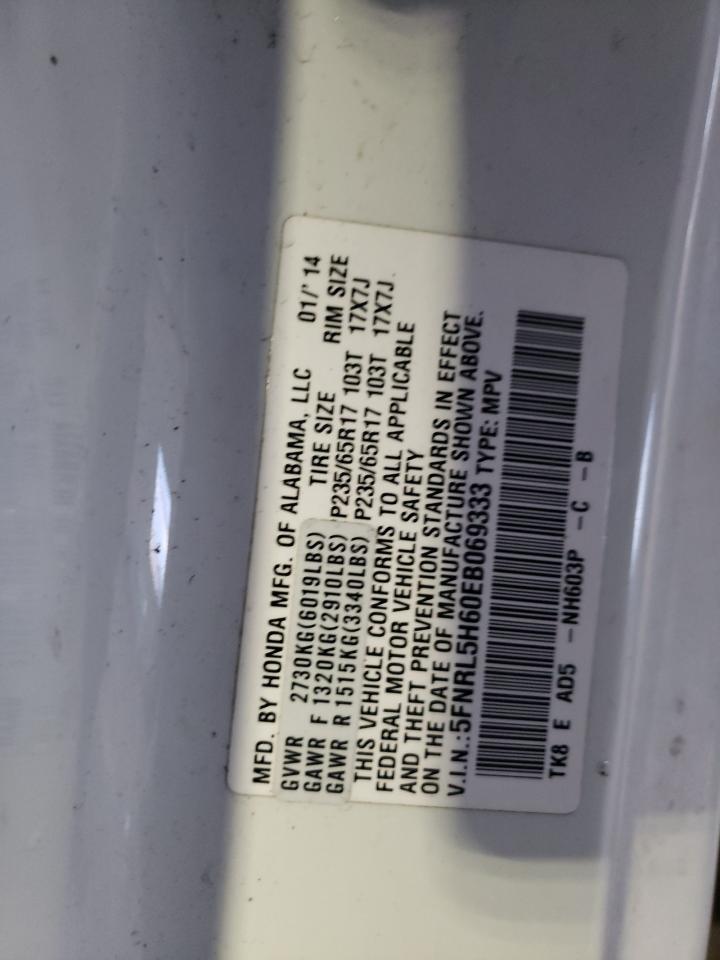 MFD. BY HONDA MFG. OF ALABAMA, LLC 01/'14
GVWR 2730KG(6019LBS) TIRE SIZE RIM SIZE
GAWR F 1320KG(2910LBS) P235/65R17 103T 17X7J
GAWR R 1515KG(3340LBS) P235/65R17 103T 17X7J
THIS VEHICLE CONFORMS TO ALL APPLICABLE
FEDERAL MOTOR VEHICLE SAFETY
AND THEFT PREVENTION STANDARDS IN EFFECT
ON THE DATE OF MANUFACTURE SHOWN ABOVE.
V.I.N.:5FNRL5H60EB069333 TYPE: MPV
TK8 E AD5 -NH603P -C -B